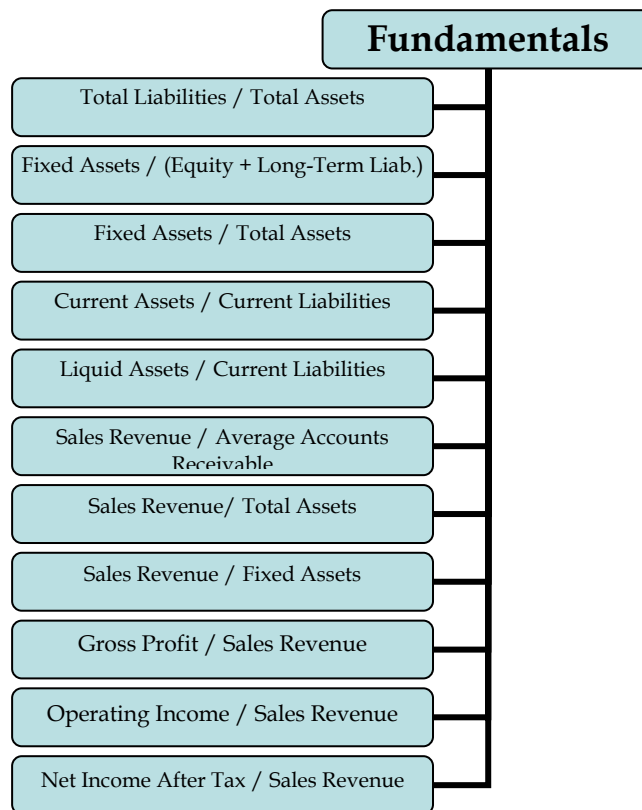 Fundamentals
Total Liabilities / Total Assets
Fixed Assets / (Equity + Long-Term Liab.)
Fixed Assets / Total Assets
Current Assets / Current Liabilities
Liquid Assets / Current Liabilities
Sales Revenue / Average Accounts
Receivable
Sales Revenue/ Total Assets
Sales Revenue / Fixed Assets
Gross Profit / Sales Revenue
Operating Income / Sales Revenue
Net Income After Tax / Sales Revenue